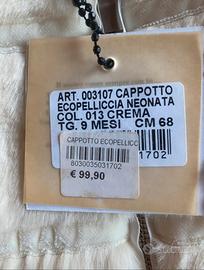 ART. 003107 CAPPOTTO
ECOPELLICCIA NEONATA
COL. 013 CREMA
TG. 9 MESI CM 68
1702
CAPPOTTO ECOPELLICC
8030035031702
€ 99,90